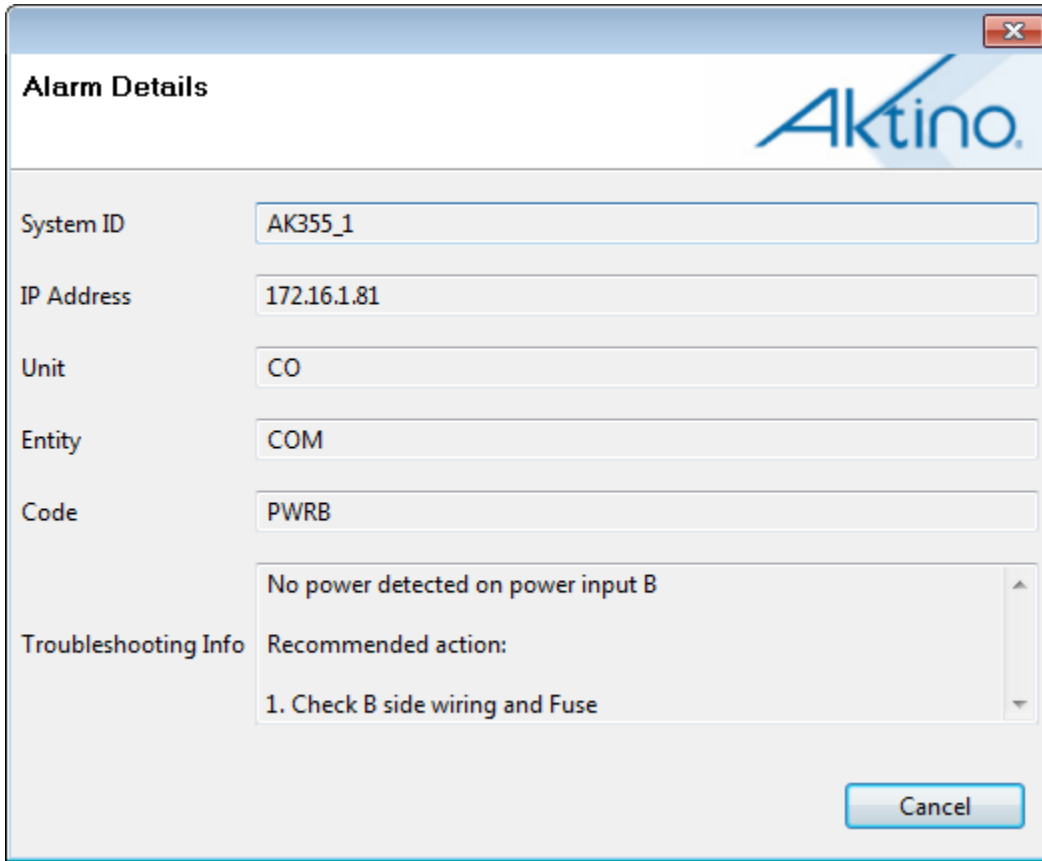 Alarm Details
Aktino®
System ID
AK355_1
IP Address
172.16.1.81
Unit
CO
Entity
COM
Code
PWRB
Troubleshooting Info
No power detected on power input B
Recommended action:
1. Check B side wiring and Fuse
Cancel